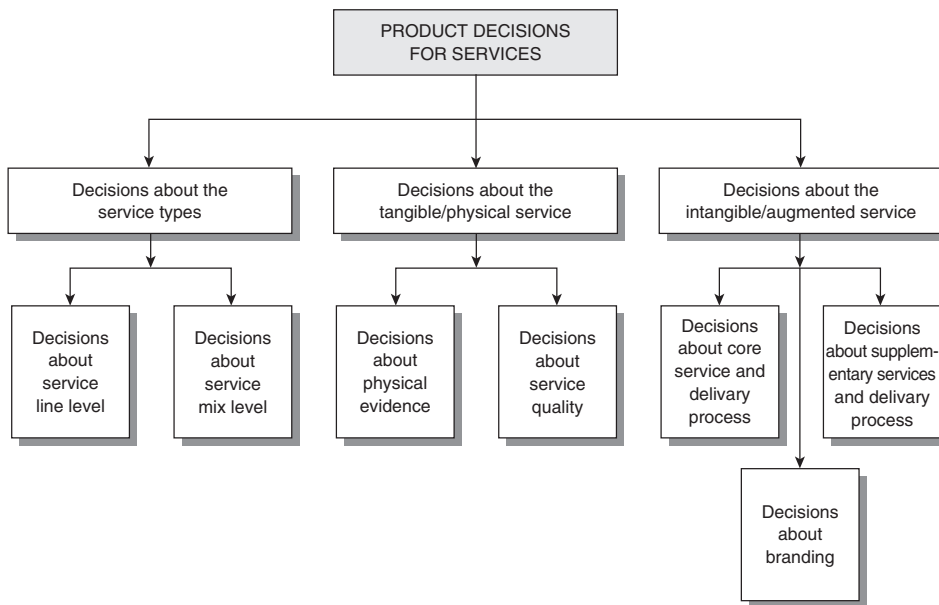 PRODUCT DECISIONS
FOR SERVICES
Decisions about the
service types
Decisions about the
tangible/physical service
Decisions about the
intangible/augmented service
Decisions
about
service
line level
Decisions
about
service
mix level
Decisions
about
physical
evidence
Decisions
about
service
quality
Decisions
about core
service and
delivary
process
Decisions
about supplem-
entary services
and delivary
process
Decisions
about
branding